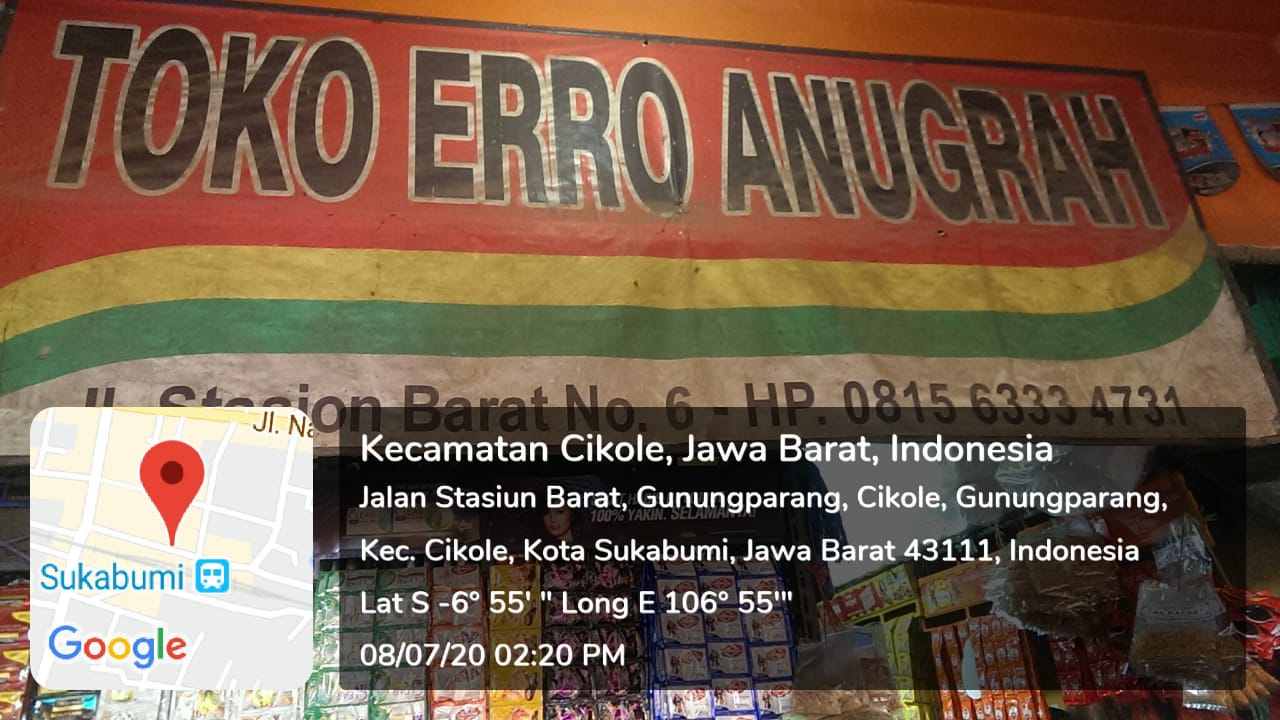 TOKO ERRO ANUGRAH
Jl. Stasion Barat No. 6 - HP. 0815 6333 4731
Jl. Na
Sukabumi
Google
100% YAKIN. SELAMANYA!
Kecamatan Cikole, Jawa Barat, Indonesia
Jalan Stasiun Barat, Gunungparang, Cikole, Gunungparang,
Kec. Cikole, Kota Sukabumi, Jawa Barat 43111, Indonesia
Lat S -6° 55' " Long E 106° 55'"
08/07/20 02:20 PM